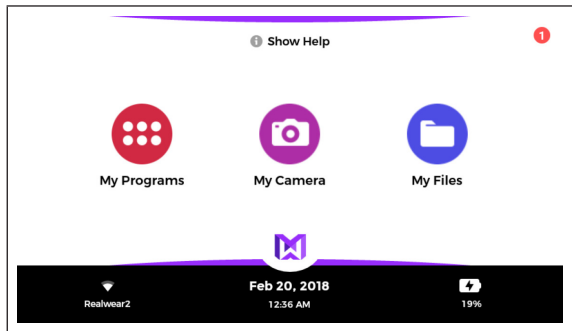 Show Help
1
My Programs
My Camera
My Files
Feb 20, 2018
Realwear2
12:36 AM
19%